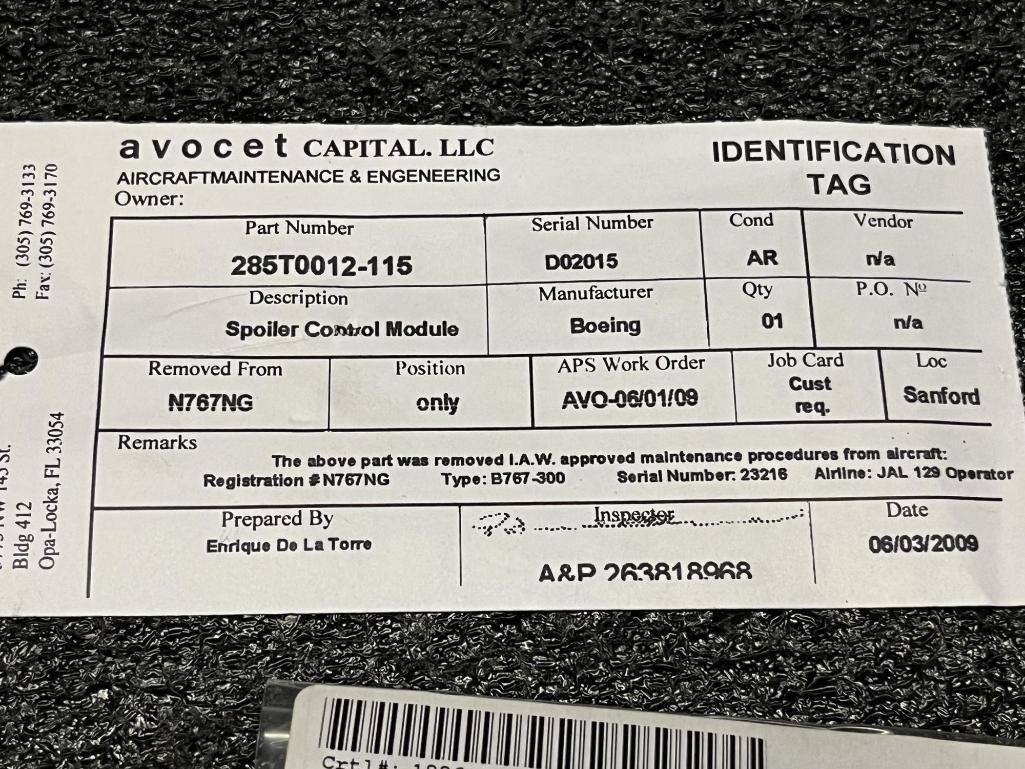 avocet CAPITAL. LLC
AIRCRAFTMAINTENANCE & ENGENEERING
Owner:
IDENTIFICATION
TAG
Ph: (305) 769-3133
Fax: (305) 769-3170
Bldg 412
Opa-Locka, FL 33054
Part Number
285T0012-115
Serial Number
D02015
Cond
AR
Vendor
n/a
Description
Spoiler Control Module
Manufacturer
Boeing
Qty
01
P.O. Nº
n/a
Removed From
N767NG
Position
only
APS Work Order
AVO-06/01/09
Job Card
Cust
req.
Loc
Sanford
Remarks
The above part was removed I.A.W. approved maintenance procedures from aircraft:
Registration #N767NG Type: B767-300 Serial Number: 23216 Airline: JAL 129 Operator
Prepared By
Enrique De La Torre
Inspector
A&P 263818968
Date
06/03/2009
Crtl#: